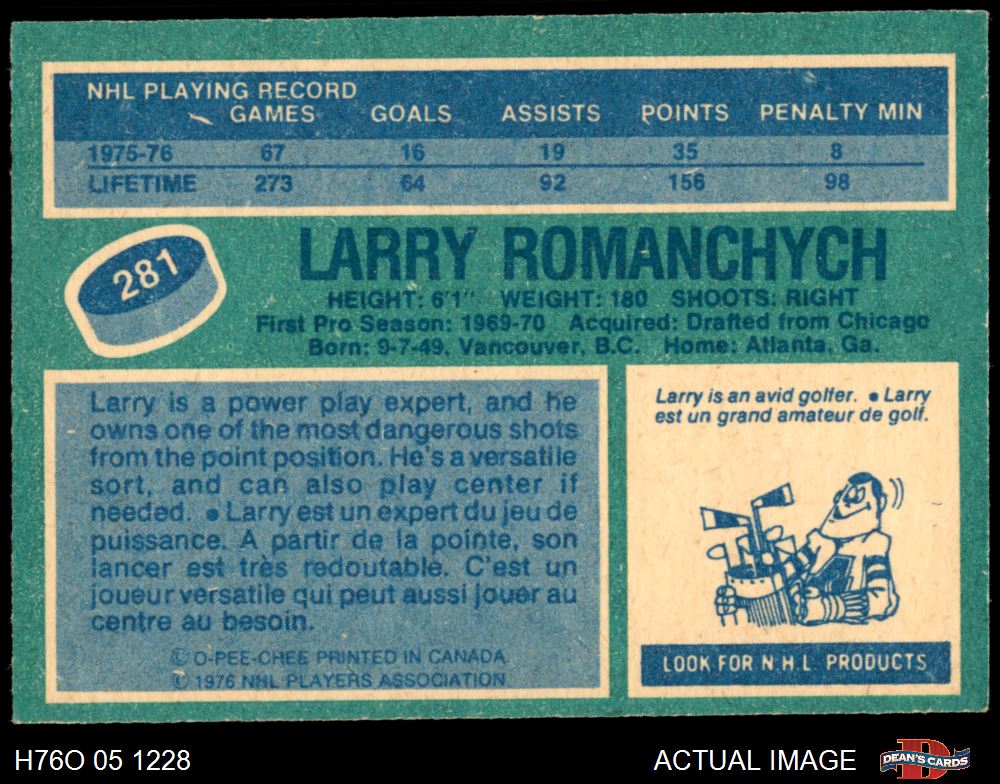 NHL PLAYING RECORD
GAMES GOALS ASSISTS POINTS PENALTY MIN
1975-76 67 16 19 35 8
LIFETIME 273 64 92 156 98
281
LARRY ROMANCHYCH
HEIGHT: 6'1" WEIGHT: 180 SHOOTS: RIGHT
First Pro Season: 1969-70 Acquired: Drafted from Chicago
Born: 9-7-49, Vancouver, B.C. Home: Atlanta, Ga.
Larry is a power play expert, and he
owns one of the most dangerous shots
from the point position. He's a versatile
sort, and can also play center if
needed. • Larry est un expert du jeu de
puissance. A partir de la pointe, son
lancer est très redoutable. C'est un
joueur versatile qui peut aussi jouer au
centre au besoin.
© O-PEE-CHEE PRINTED IN CANADA
© 1976 NHL PLAYERS ASSOCIATION
Larry is an avid golfer. • Larry
est un grand amateur de golf.
LOOK FOR N.H.L. PRODUCTS
H76O 05 1228
ACTUAL IMAGE
D
DEAN'S CARDS